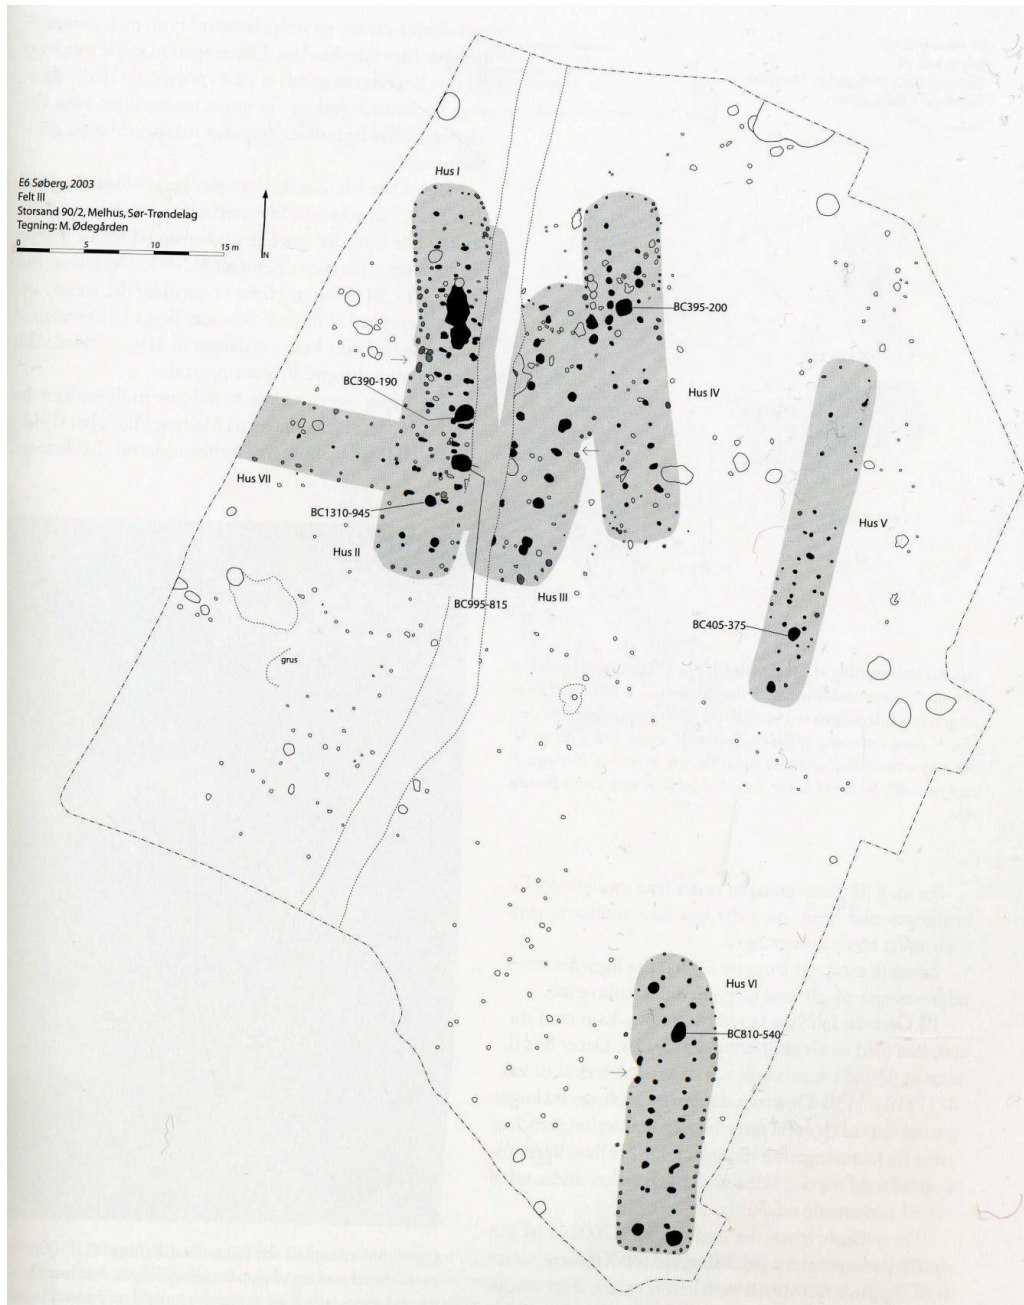 Hus I
E6 Søberg, 2003
Felt III
Storsand 90/2, Melhus, Sør-Trøndelag
Tegning: M. Ødegården
0 5 10 15 m
N
BC395-200
BC390-190
Hus IV
Hus VII
BC1310-945
Hus V
Hus II
Hus III
BC995-815
BC405-375
grus
Hus VI
BC810-540